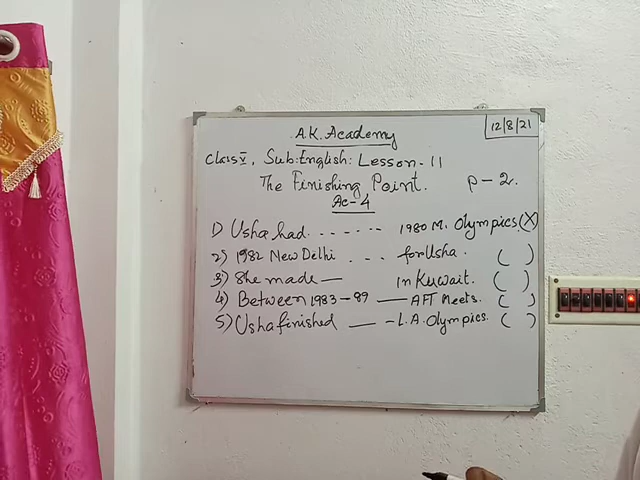 A.K. Academy
12/8/21
Class V, Sub: English: Lesson - 11
The Finishing Point. P - 2.
Ac - 4
1) Usha had ...... 1980 M. Olympics (X)
2) 1982 New Delhi ... for Usha. ( )
3) She made — in Kuwait. ( )
4) Between 1983 - 89 — AFT Meets. ( )
5) Usha finished — - L.A. Olympics. ( )